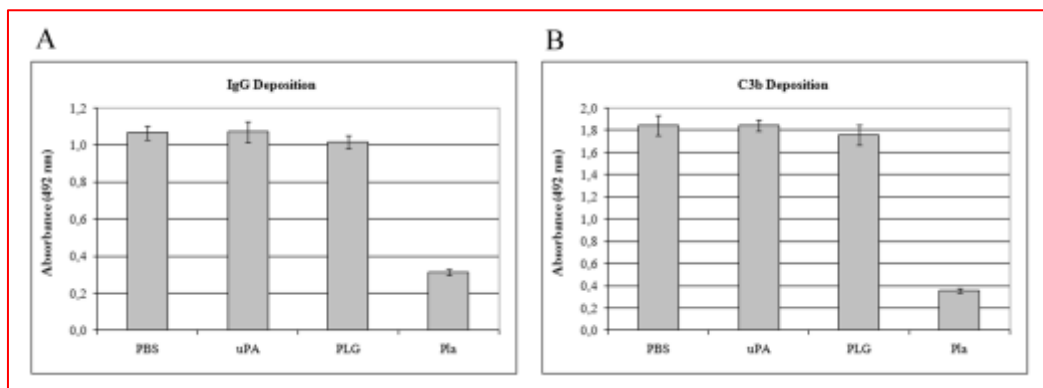 A
IgG Deposition
Absorbance (492 nm)
1,2
1,0
0,8
0,6
0,4
0,2
0,0
PBS uPA PLG Pla
B
C3b Deposition
Absorbance (492 nm)
2,0
1,8
1,6
1,4
1,2
1,0
0,8
0,6
0,4
0,2
0,0
PBS uPA PLG Pla